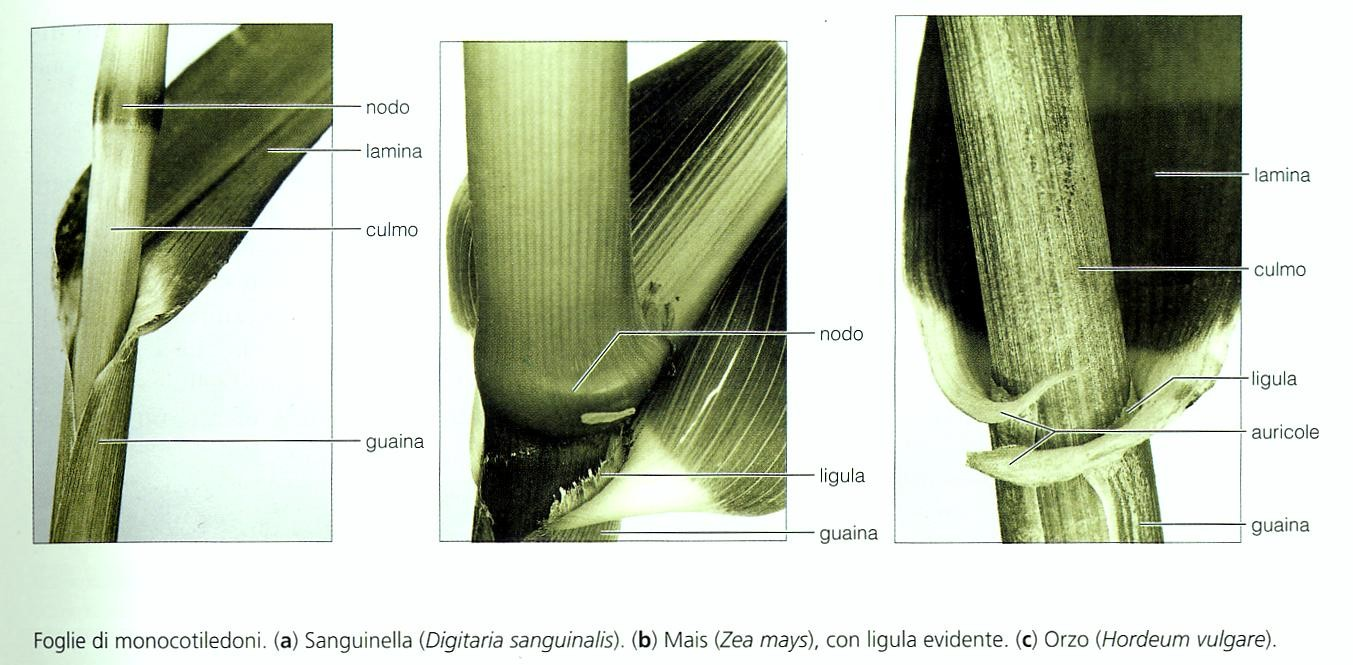 nodo
lamina
culmo
guaina
nodo
ligula
guaina
lamina
culmo
ligula
auricole
guaina
Foglie di monocotiledoni. (a) Sanguinella (Digitaria sanguinalis). (b) Mais (Zea mays), con ligula evidente. (c) Orzo (Hordeum vulgare).